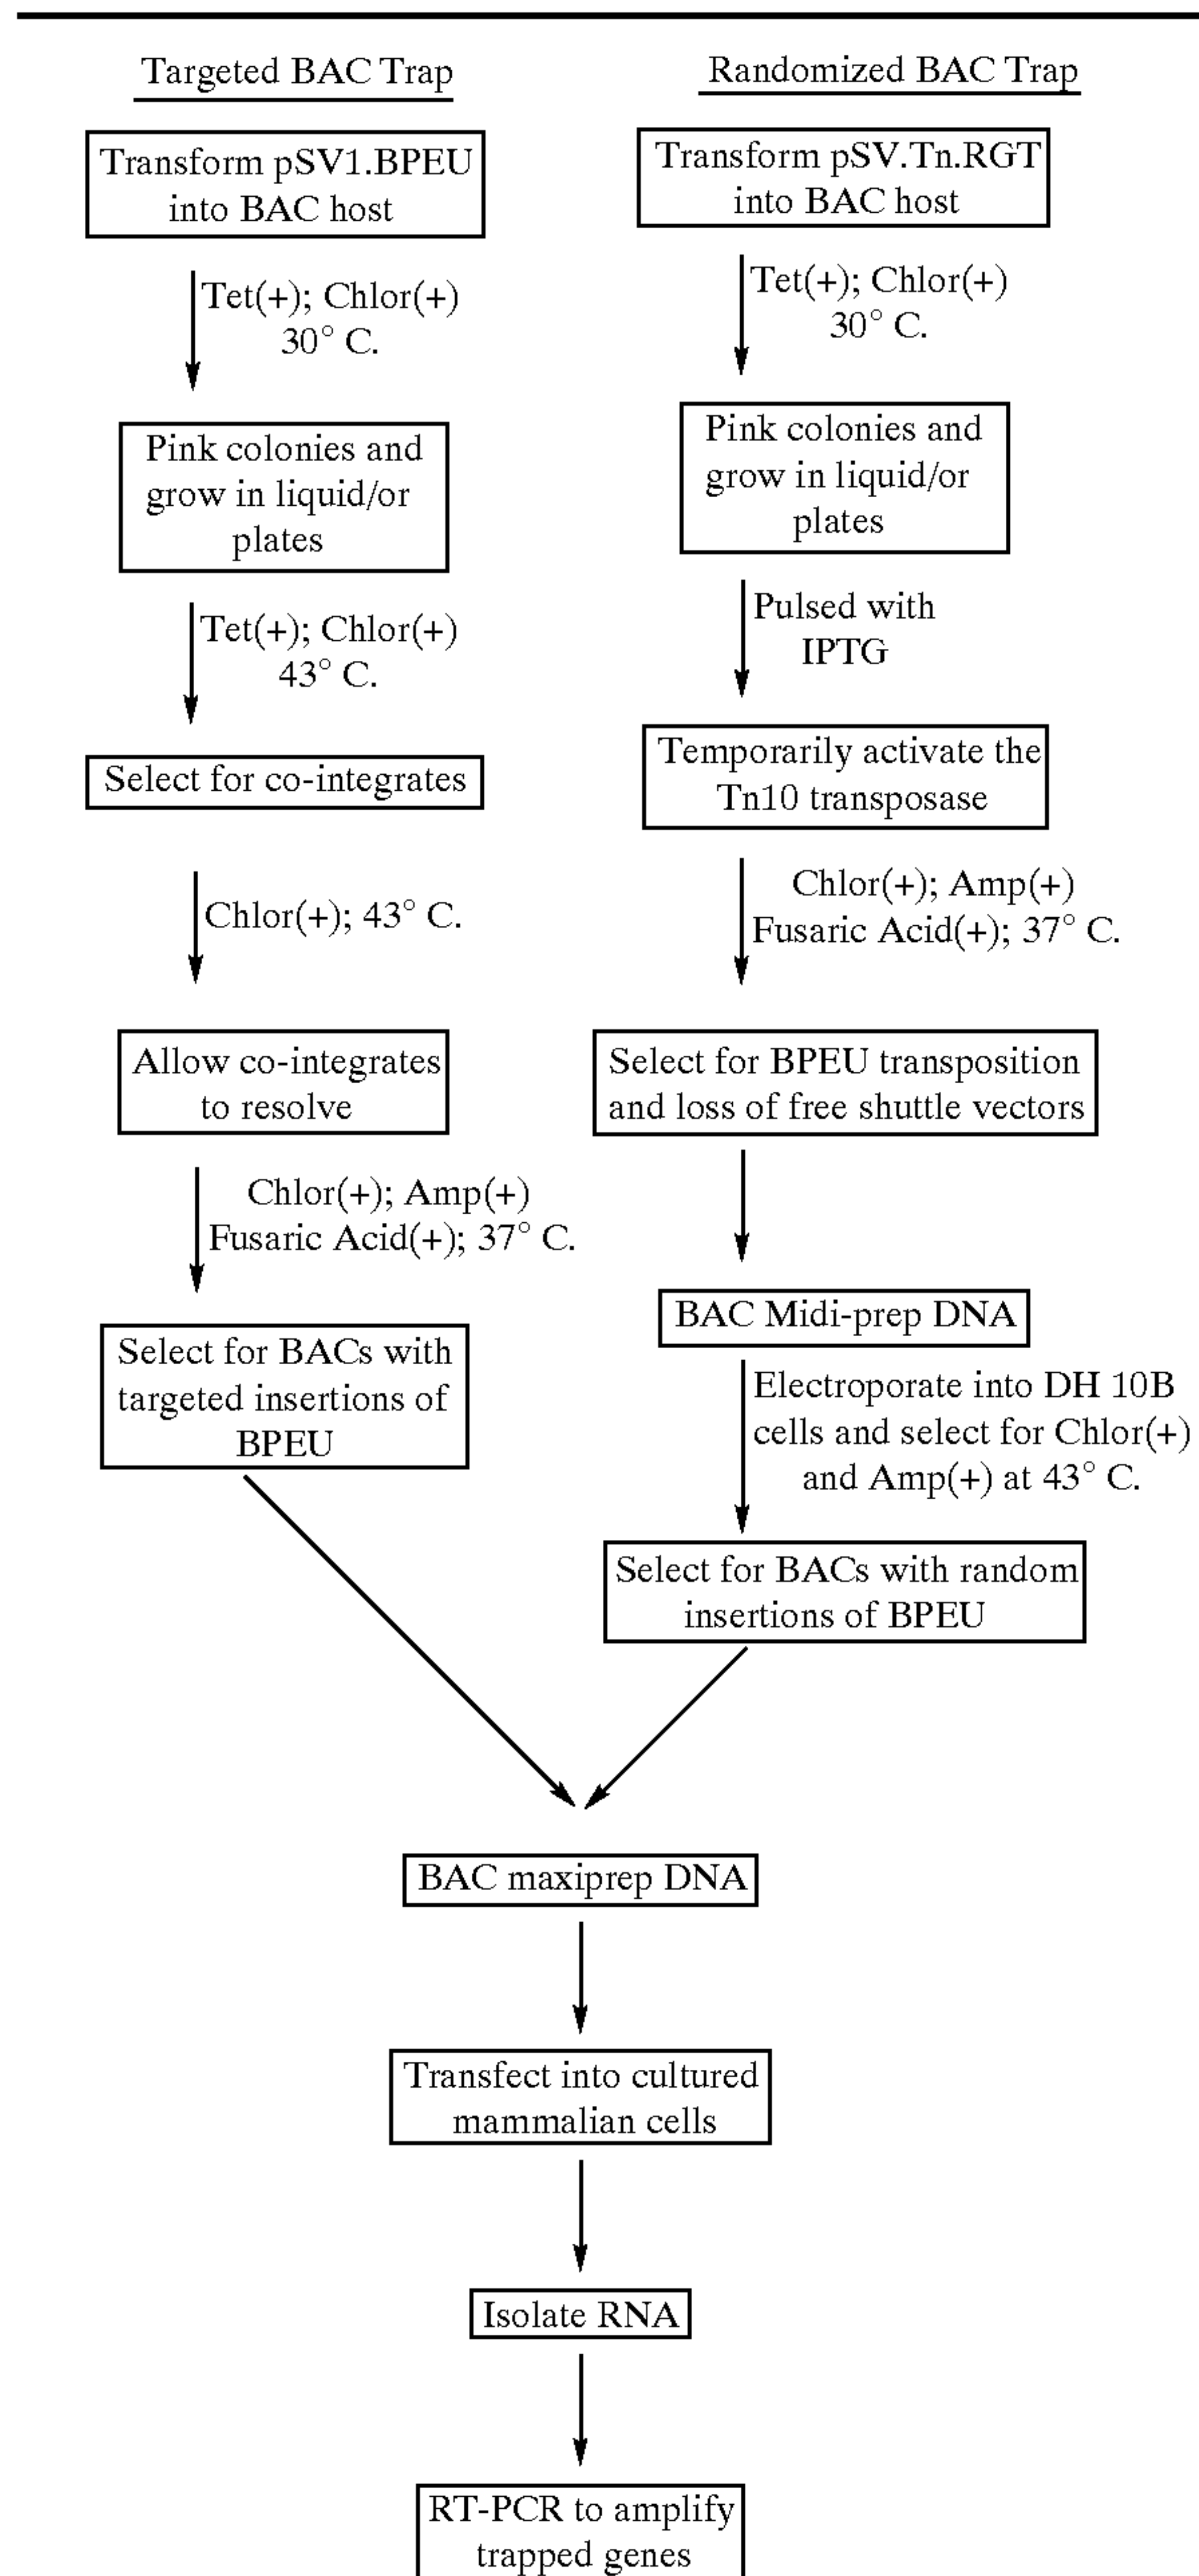 Targeted BAC Trap
Transform pSV1.BPEU
into BAC host
Tet(+); Chlor(+)
30° C.
Pink colonies and
grow in liquid/or
plates
Tet(+); Chlor(+)
43° C.
Select for co-integrates
Chlor(+); 43° C.
Allow co-integrates
to resolve
Chlor(+); Amp(+)
Fusaric Acid(+); 37° C.
Select for BACs with
targeted insertions of
BPEU
Randomized BAC Trap
Transform pSV.Tn.RGT
into BAC host
Tet(+); Chlor(+)
30° C.
Pink colonies and
grow in liquid/or
plates
Pulsed with
IPTG
Temporarily activate the
Tn10 transposase
Chlor(+); Amp(+)
Fusaric Acid(+); 37° C.
Select for BPEU transposition
and loss of free shuttle vectors
BAC Midi-prep DNA
Electroporate into DH 10B
cells and select for Chlor(+)
and Amp(+) at 43° C.
Select for BACs with random
insertions of BPEU
BAC maxiprep DNA
Transfect into cultured
mammalian cells
Isolate RNA
RT-PCR to amplify
trapped genes